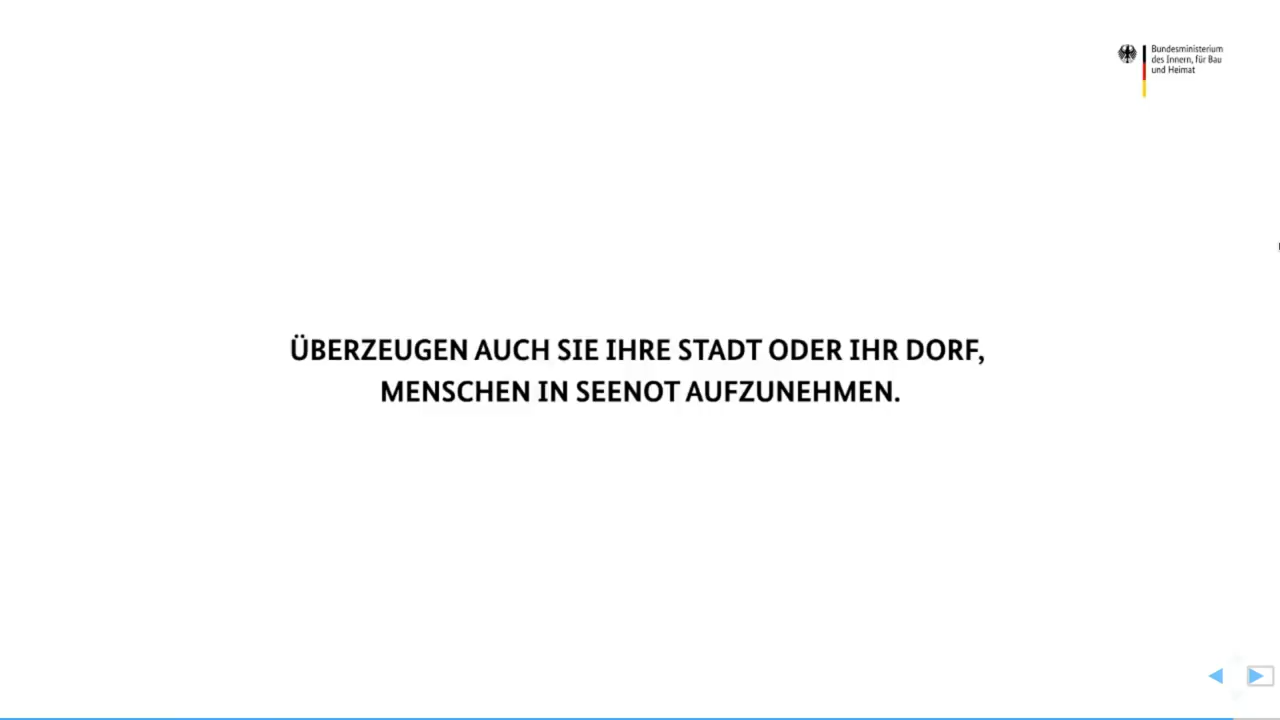 Bundesministerium
des Innern, für Bau
und Heimat
ÜBERZEUGEN AUCH SIE IHRE STADT ODER IHR DORF,
MENSCHEN IN SEENOT AUFZUNEHMEN.